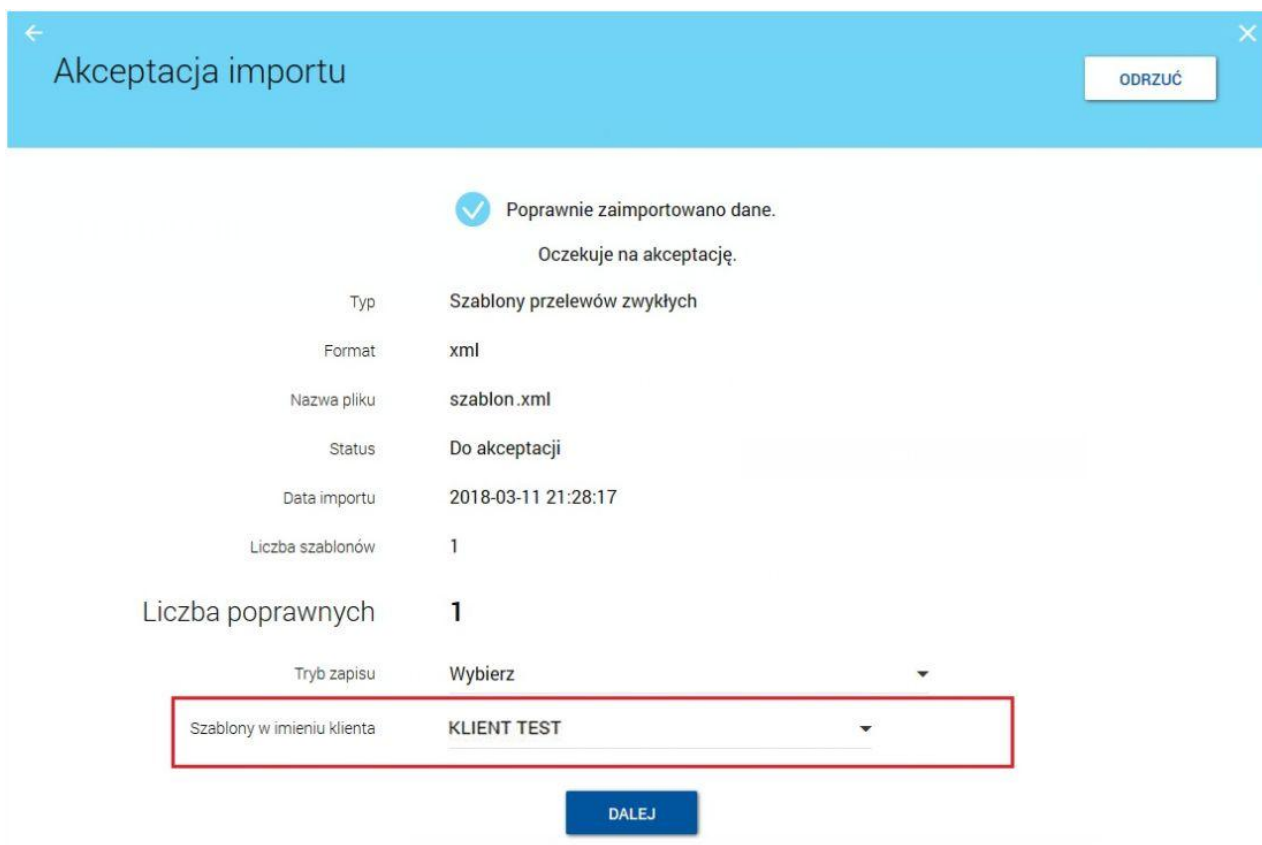 Akceptacja importu
ODRZUĆ
Poprawnie zaimportowano dane.
Oczekuje na akceptację.
Typ Szablony przelewów zwykłych
Format xml
Nazwa pliku szablon.xml
Status Do akceptacji
Data importu 2018-03-11 21:28:17
Liczba szablonów 1
Liczba poprawnych 1
Tryb zapisu Wybierz
Szablony w imieniu klienta KLIENT TEST
DALEJ